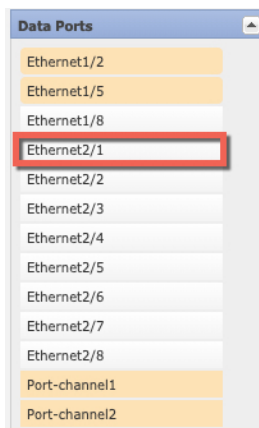 Data Ports
Ethernet1/2
Ethernet1/5
Ethernet1/8
Ethernet2/1
Ethernet2/2
Ethernet2/3
Ethernet2/4
Ethernet2/5
Ethernet2/6
Ethernet2/7
Ethernet2/8
Port-channel1
Port-channel2